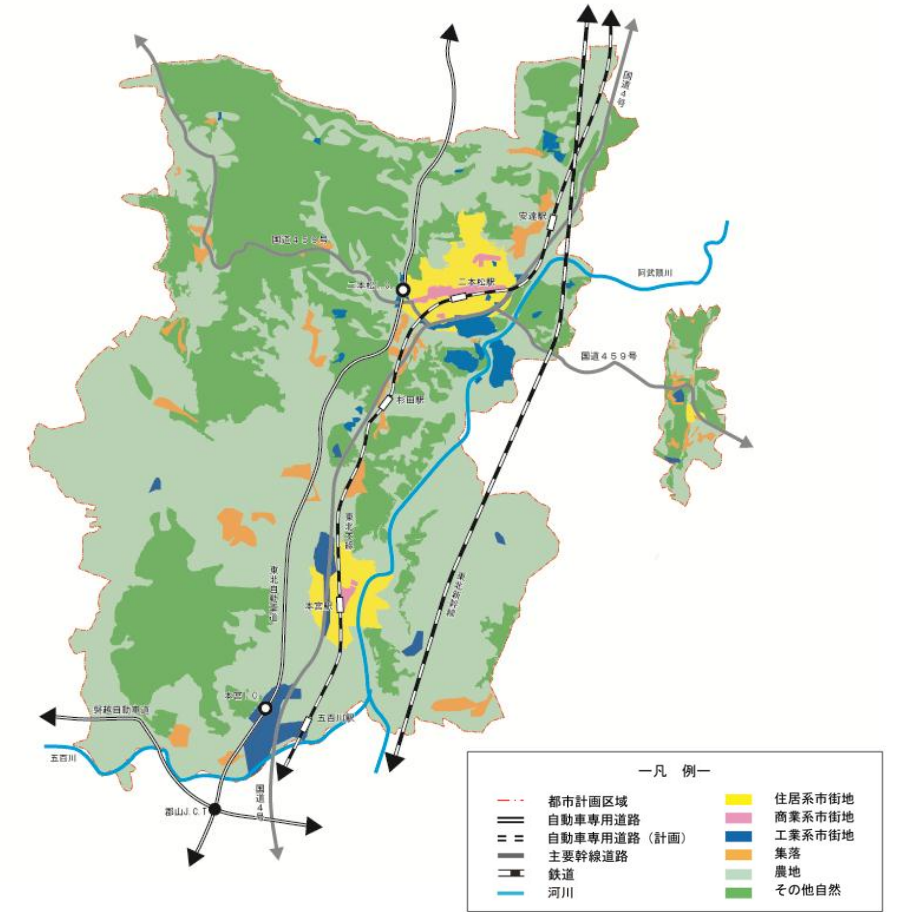 国道4号
安達駅
国道459号
二本松I.C.
二本松駅
阿武隈川
国道459号
杉田駅
東北本線
東北自動車道
東北新幹線
本宮駅
本宮I.C.
磐越自動車道
五百川駅
五百川
国道4号
郡山J.C.T
―凡 例―
都市計画区域
自動車専用道路
自動車専用道路（計画）
主要幹線道路
鉄道
河川
住居系市街地
商業系市街地
工業系市街地
集落
農地
その他自然